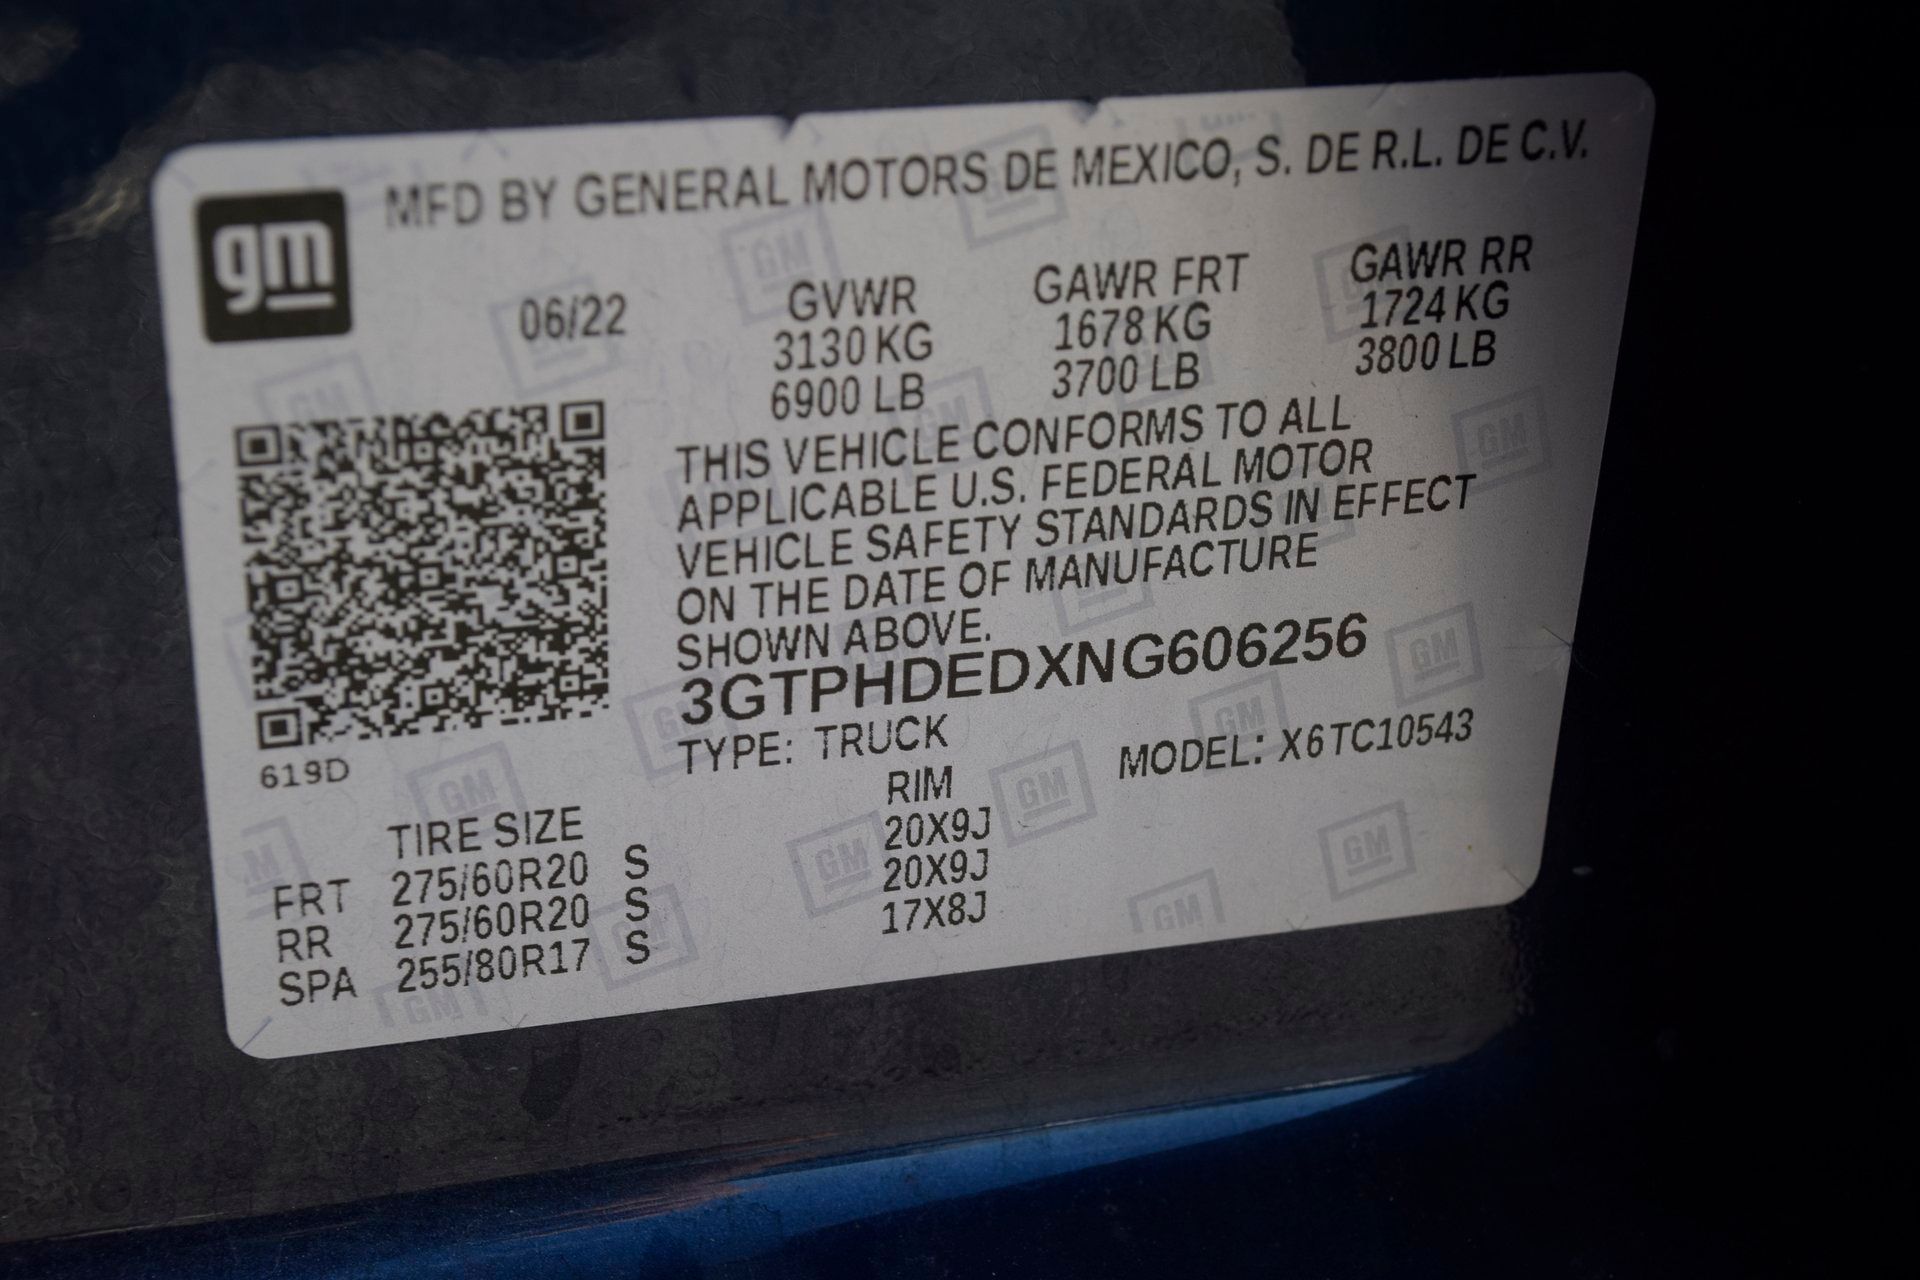 gm
MFD BY GENERAL MOTORS DE MEXICO, S. DE R.L. DE C.V.
06/22 GVWR GAWR FRT GAWR RR
3130 KG 1678 KG 1724 KG
6900 LB 3700 LB 3800 LB
THIS VEHICLE CONFORMS TO ALL
APPLICABLE U.S. FEDERAL MOTOR
VEHICLE SAFETY STANDARDS IN EFFECT
ON THE DATE OF MANUFACTURE
SHOWN ABOVE.
3GTPHDEDXNG606256
TYPE: TRUCK MODEL: X6TC10543
619D
TIRE SIZE RIM
FRT 275/60R20 S 20X9J
RR 275/60R20 S 20X9J
SPA 255/80R17 S 17X8J